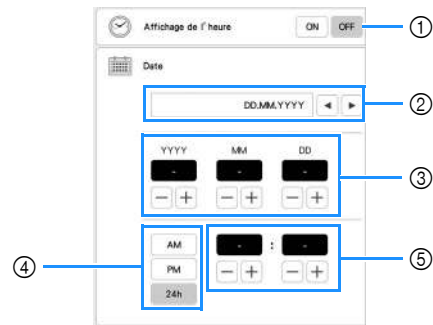 Affichage de l'heure ON OFF ①
Date
DD.MM.YYYY ◄ ► ②
YYYY MM DD
- - - ③
− + − + − +
AM - : - ⑤
④ PM − + − +
24h